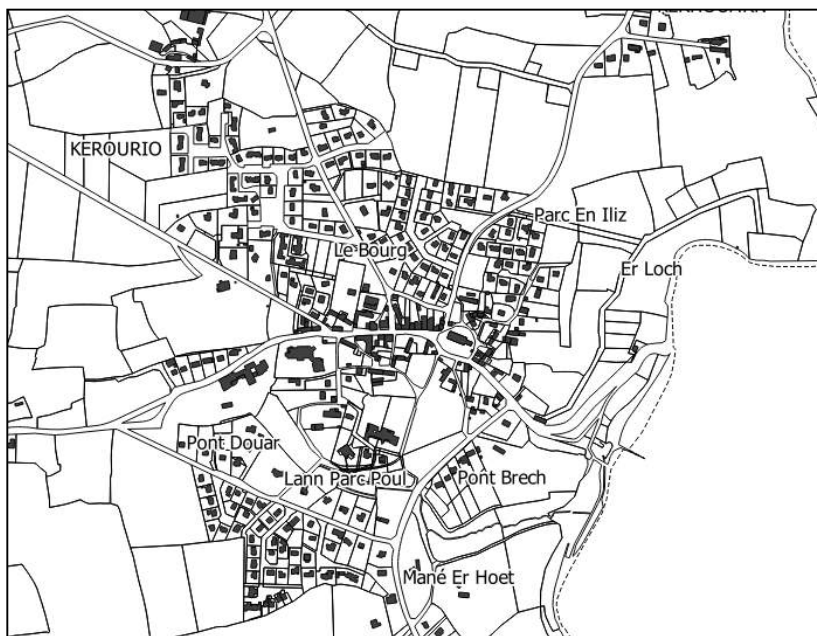 KEROURIO
Parc En Iliz
Le Bourg
Er Loch
Pont Douar
Lann Parc Poul
Pont Brech
Mané Er Hoet